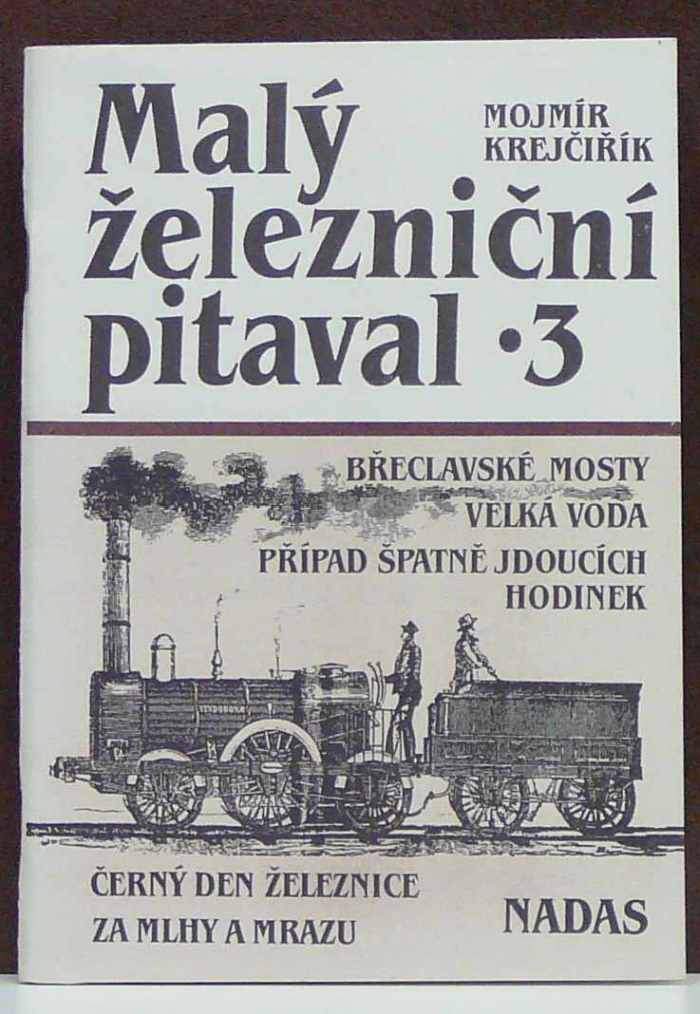 Malý
MOJMÍR
KREJČIŘÍK
železniční
pitaval • 3
BŘECLAVSKÉ MOSTY
VELKÁ VODA
PŘÍPAD ŠPATNĚ JDOUCÍCH
HODINEK
VINDOBONA
ČERNÝ DEN ŽELEZNICE
ZA MLHY A MRAZU
NADAS